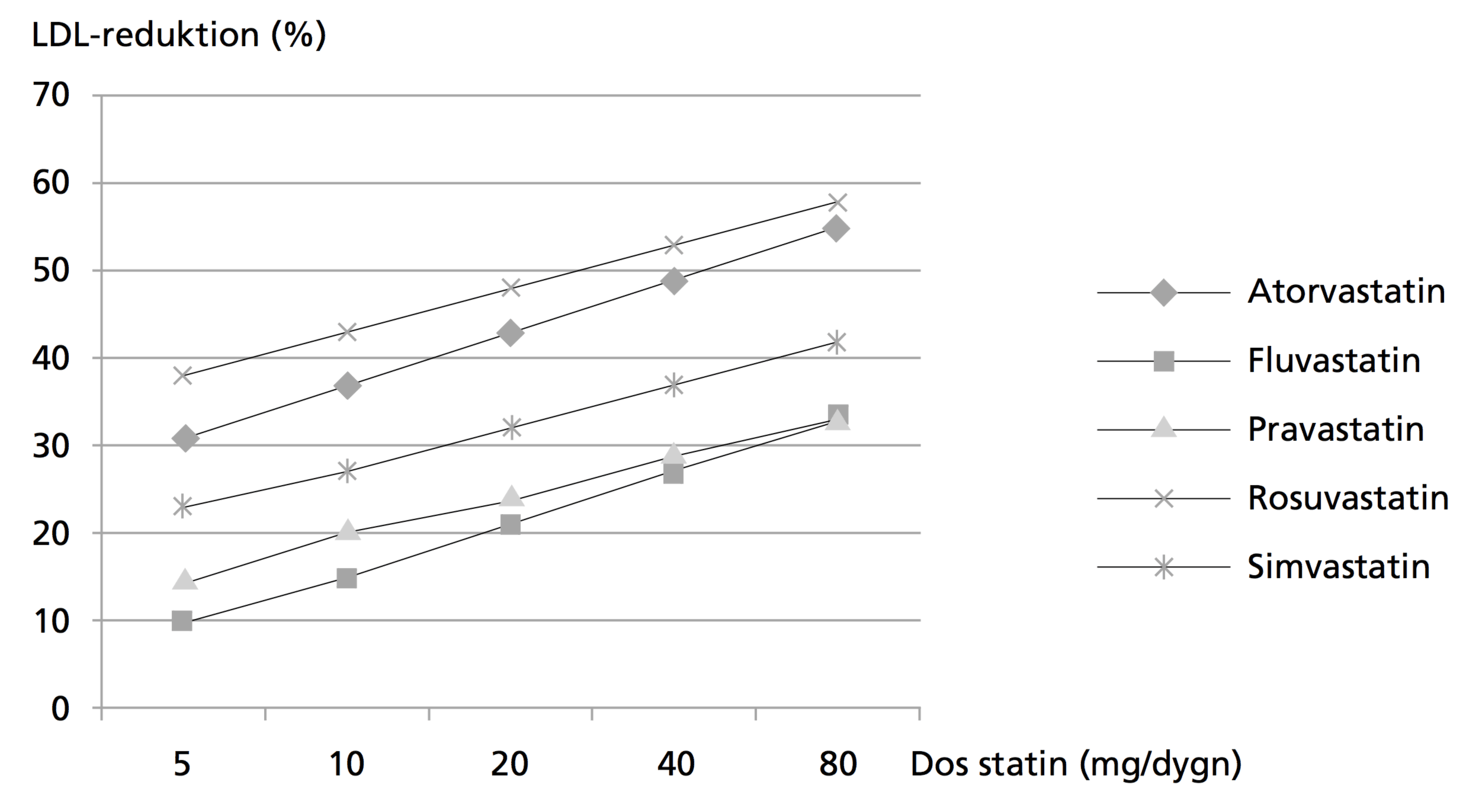 LDL-reduktion (%)
70
60
50
40
30
20
10
0
5 10 20 40 80 Dos statin (mg/dygn)
Atorvastatin
Fluvastatin
Pravastatin
Rosuvastatin
Simvastatin